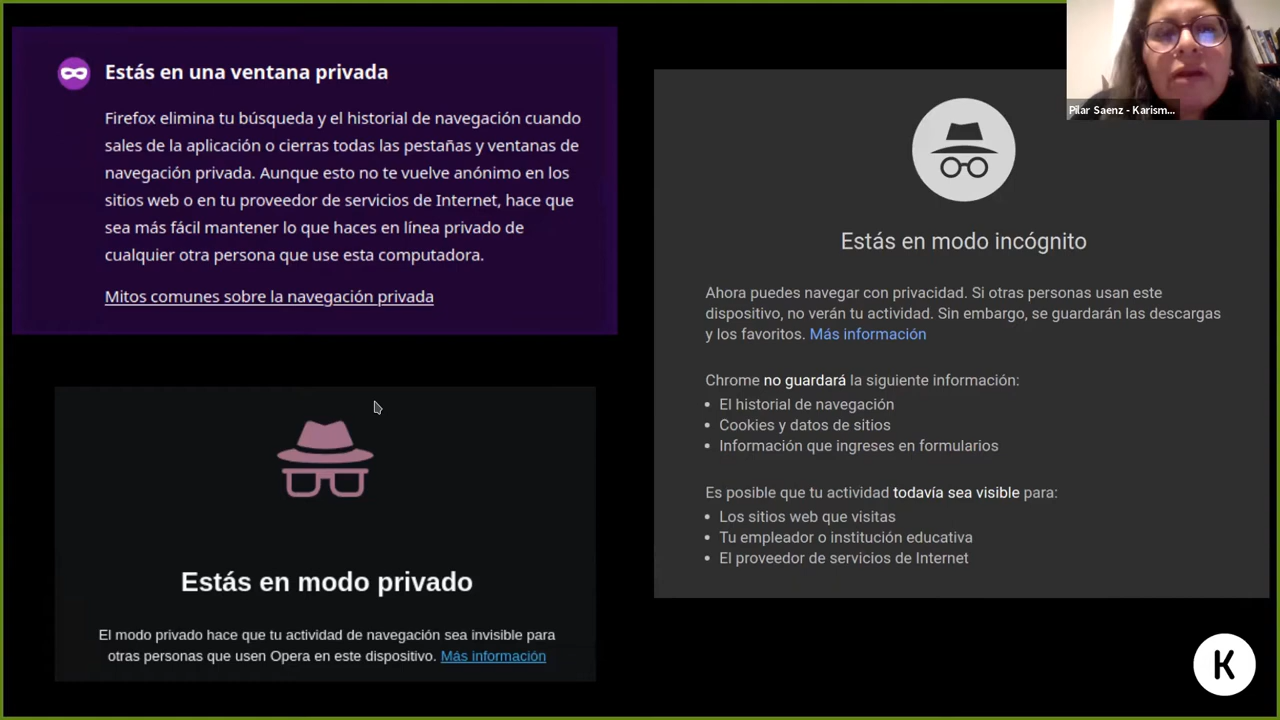 Estás en una ventana privada
Firefox elimina tu búsqueda y el historial de navegación cuando
sales de la aplicación o cierras todas las pestañas y ventanas de
navegación privada. Aunque esto no te vuelve anónimo en los
sitios web o en tu proveedor de servicios de Internet, hace que
sea más fácil mantener lo que haces en línea privado de
cualquier otra persona que use esta computadora.
Mitos comunes sobre la navegación privada
Estás en modo privado
El modo privado hace que tu actividad de navegación sea invisible para
otras personas que usen Opera en este dispositivo. Más información
Pilar Saenz - Karism...
Estás en modo incógnito
Ahora puedes navegar con privacidad. Si otras personas usan este
dispositivo, no verán tu actividad. Sin embargo, se guardarán las descargas
y los favoritos. Más información
Chrome no guardará la siguiente información:
• El historial de navegación
• Cookies y datos de sitios
• Información que ingreses en formularios
Es posible que tu actividad todavía sea visible para:
• Los sitios web que visitas
• Tu empleador o institución educativa
• El proveedor de servicios de Internet
K